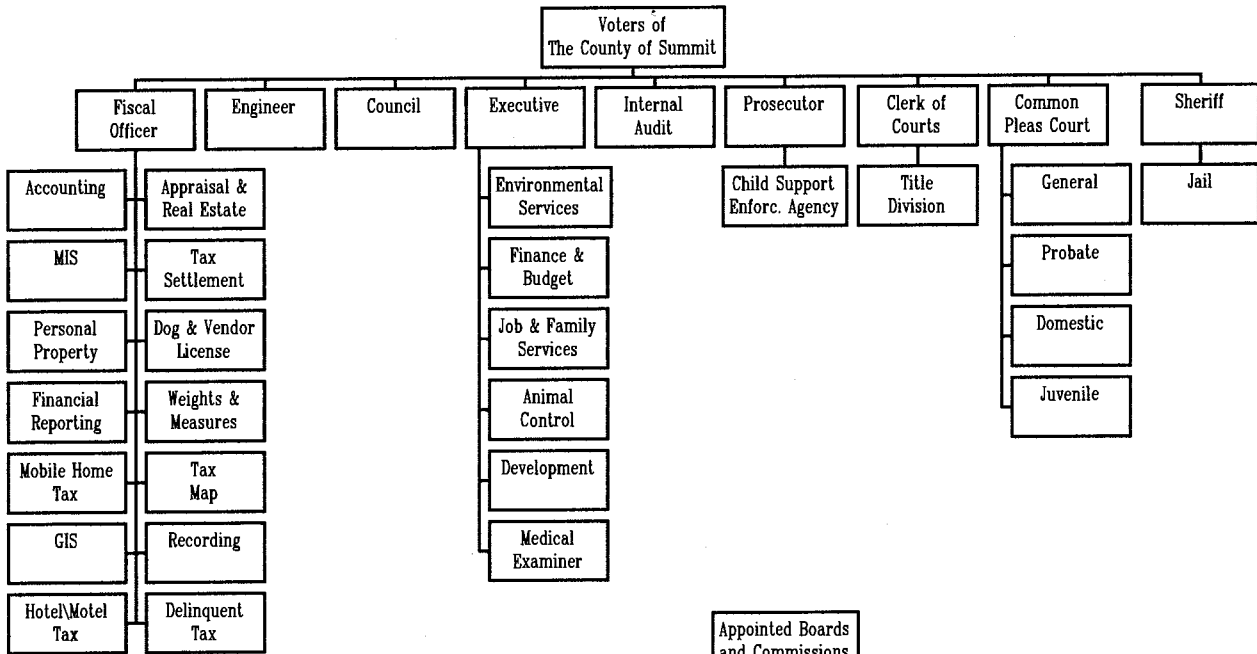 Voters of
The County of Summit
Fiscal
Officer
Engineer
Council
Executive
Internal
Audit
Prosecutor
Clerk of
Courts
Common
Pleas Court
Sheriff
Accounting
Appraisal &
Real Estate
MIS
Tax
Settlement
Personal
Property
Dog & Vendor
License
Financial
Reporting
Weights &
Measures
Mobile Home
Tax
Tax
Map
GIS
Recording
Hotel\Motel
Tax
Delinquent
Tax
Environmental
Services
Finance &
Budget
Job & Family
Services
Animal
Control
Development
Medical
Examiner
Child Support
Enforc. Agency
Title
Division
General
Probate
Domestic
Juvenile
Jail
Appointed Boards
and Commissions